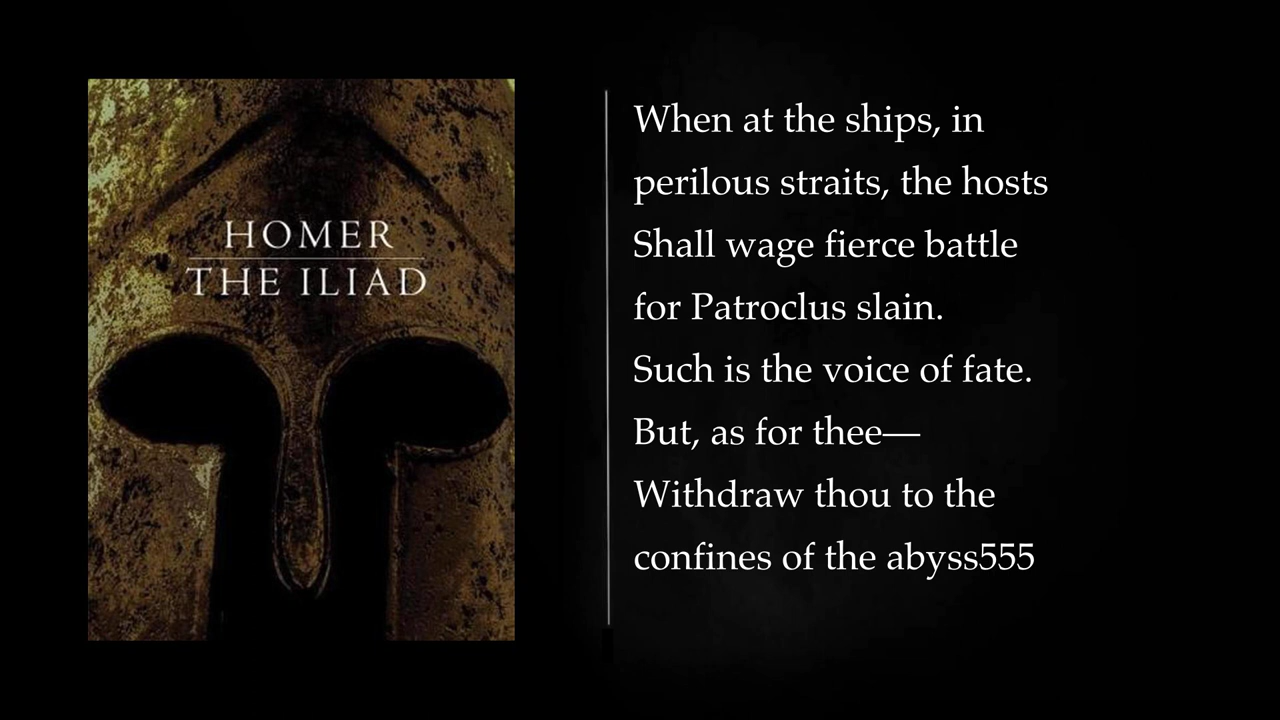 HOMER
THE ILIAD
When at the ships, in
perilous straits, the hosts
Shall wage fierce battle
for Patroclus slain.
Such is the voice of fate.
But, as for thee—
Withdraw thou to the
confines of the abyss555